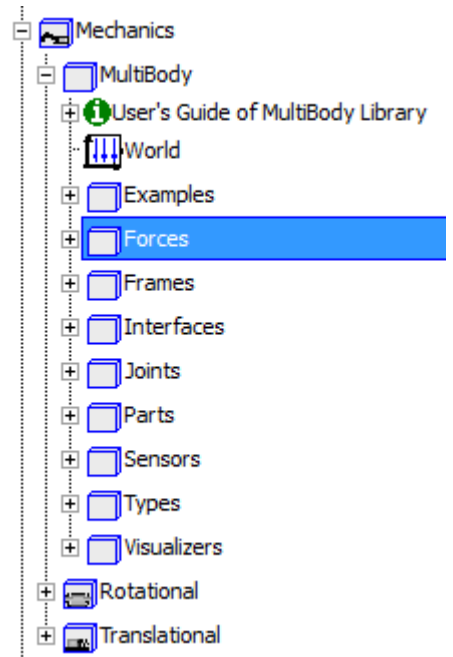 Mechanics
MultiBody
User's Guide of MultiBody Library
World
Examples
Forces
Frames
Interfaces
Joints
Parts
Sensors
Types
Visualizers
Rotational
Translational